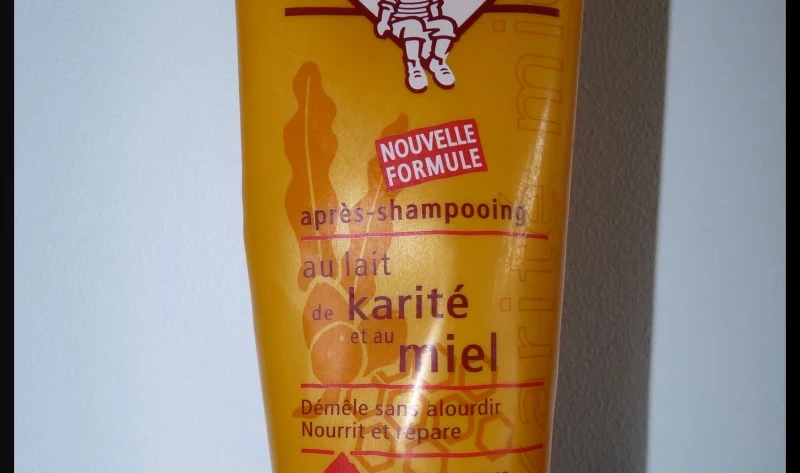 NOUVELLE
FORMULE
après-shampooing
au lait
de karité
et au
miel
Démêle sans alourdir
Nourrit et répare